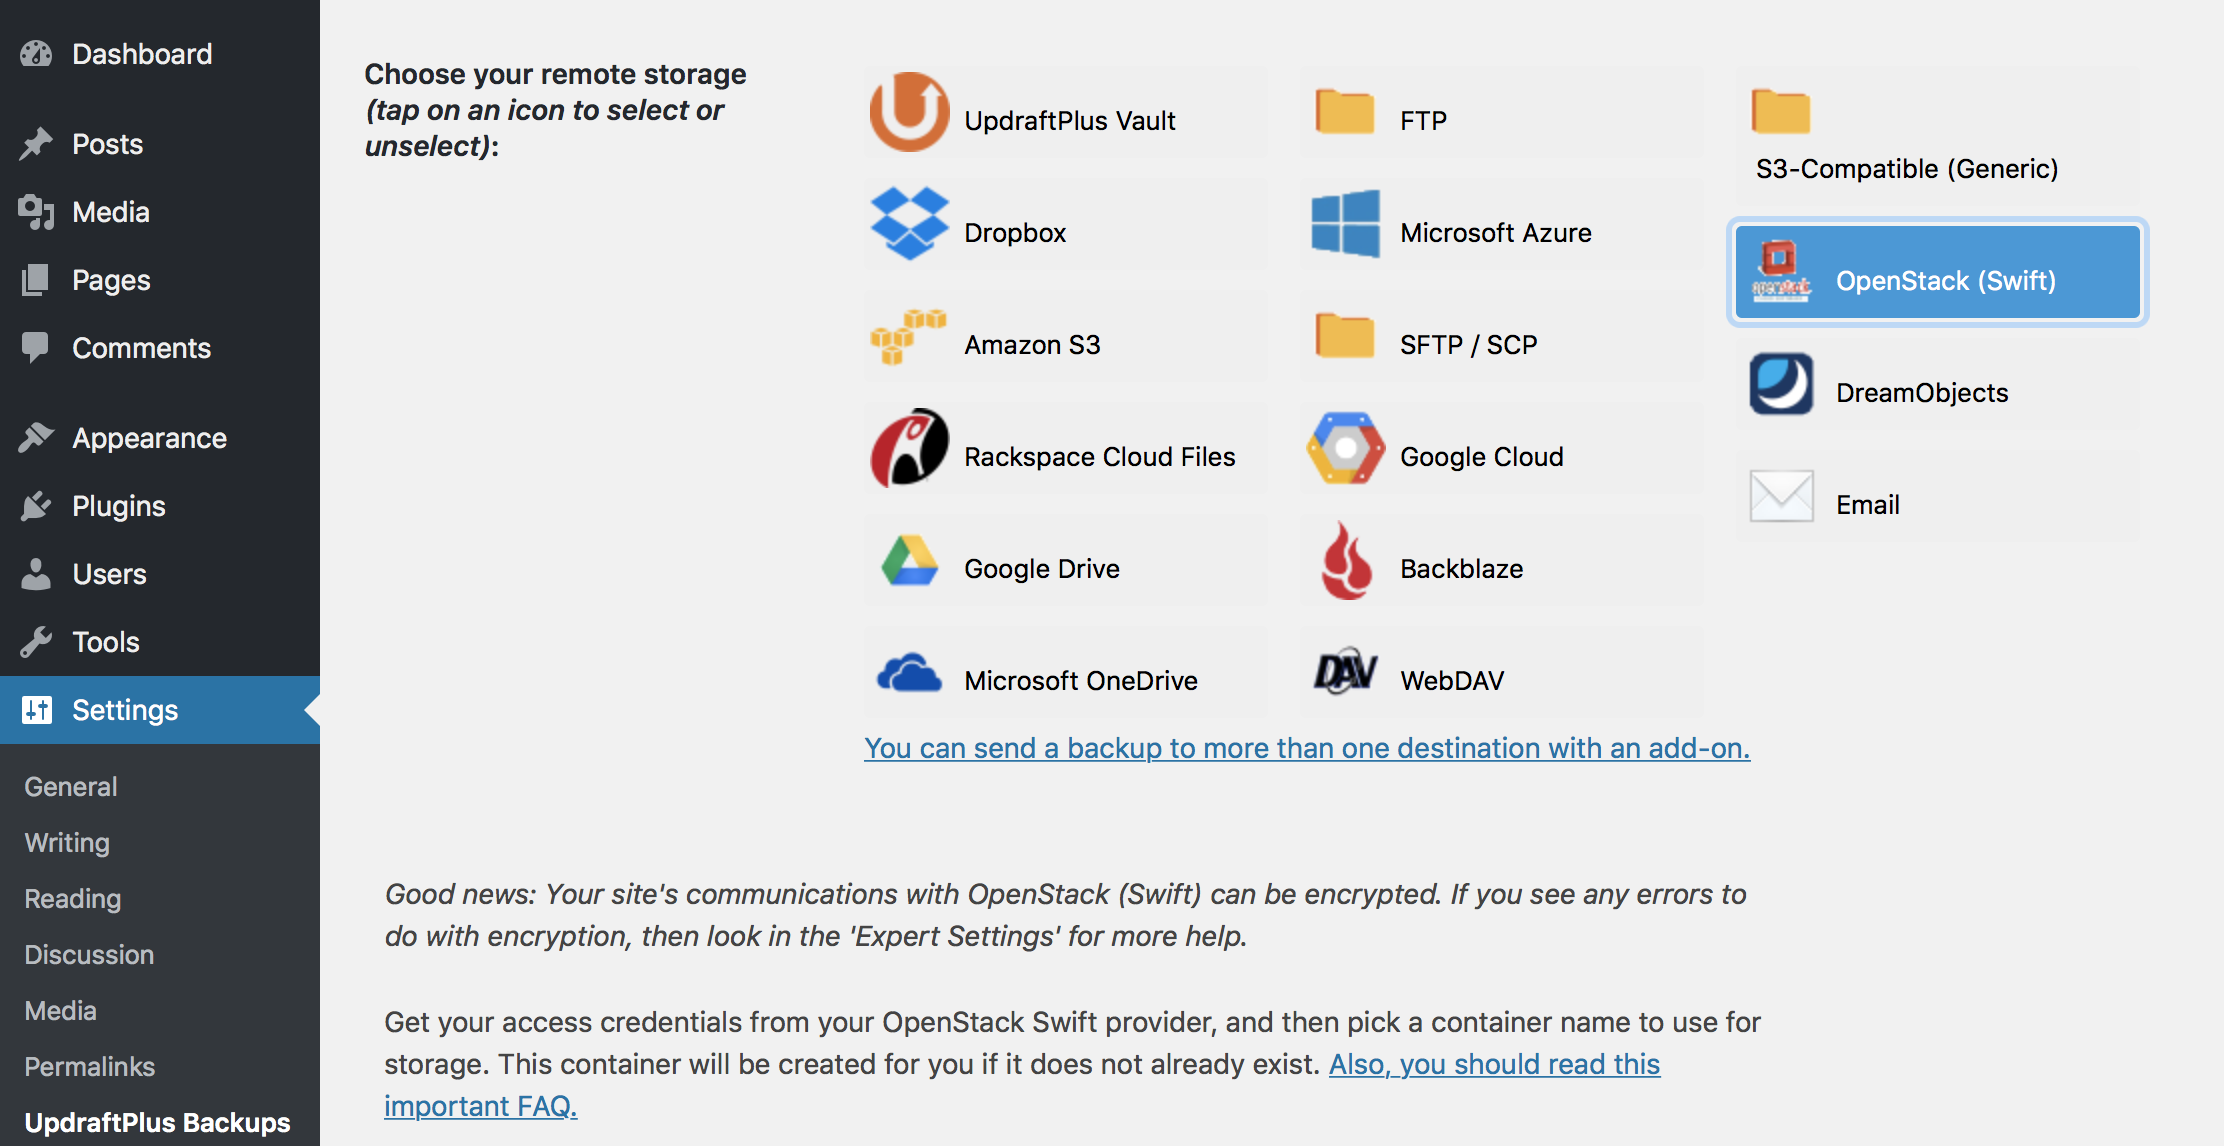 Dashboard
Posts
Media
Pages
Comments
Appearance
Plugins
Users
Tools
Settings
General
Writing
Reading
Discussion
Media
Permalinks
UpdraftPlus Backups
Choose your remote storage
(tap on an icon to select or
unselect):
UpdraftPlus Vault
Dropbox
Amazon S3
Rackspace Cloud Files
Google Drive
Microsoft OneDrive
FTP
Microsoft Azure
SFTP / SCP
Google Cloud
Backblaze
DAV
WebDAV
S3-Compatible (Generic)
openstack
OpenStack (Swift)
DreamObjects
Email
You can send a backup to more than one destination with an add-on.
Good news: Your site's communications with OpenStack (Swift) can be encrypted. If you see any errors to
do with encryption, then look in the 'Expert Settings' for more help.
Get your access credentials from your OpenStack Swift provider, and then pick a container name to use for
storage. This container will be created for you if it does not already exist. Also, you should read this
important FAQ.